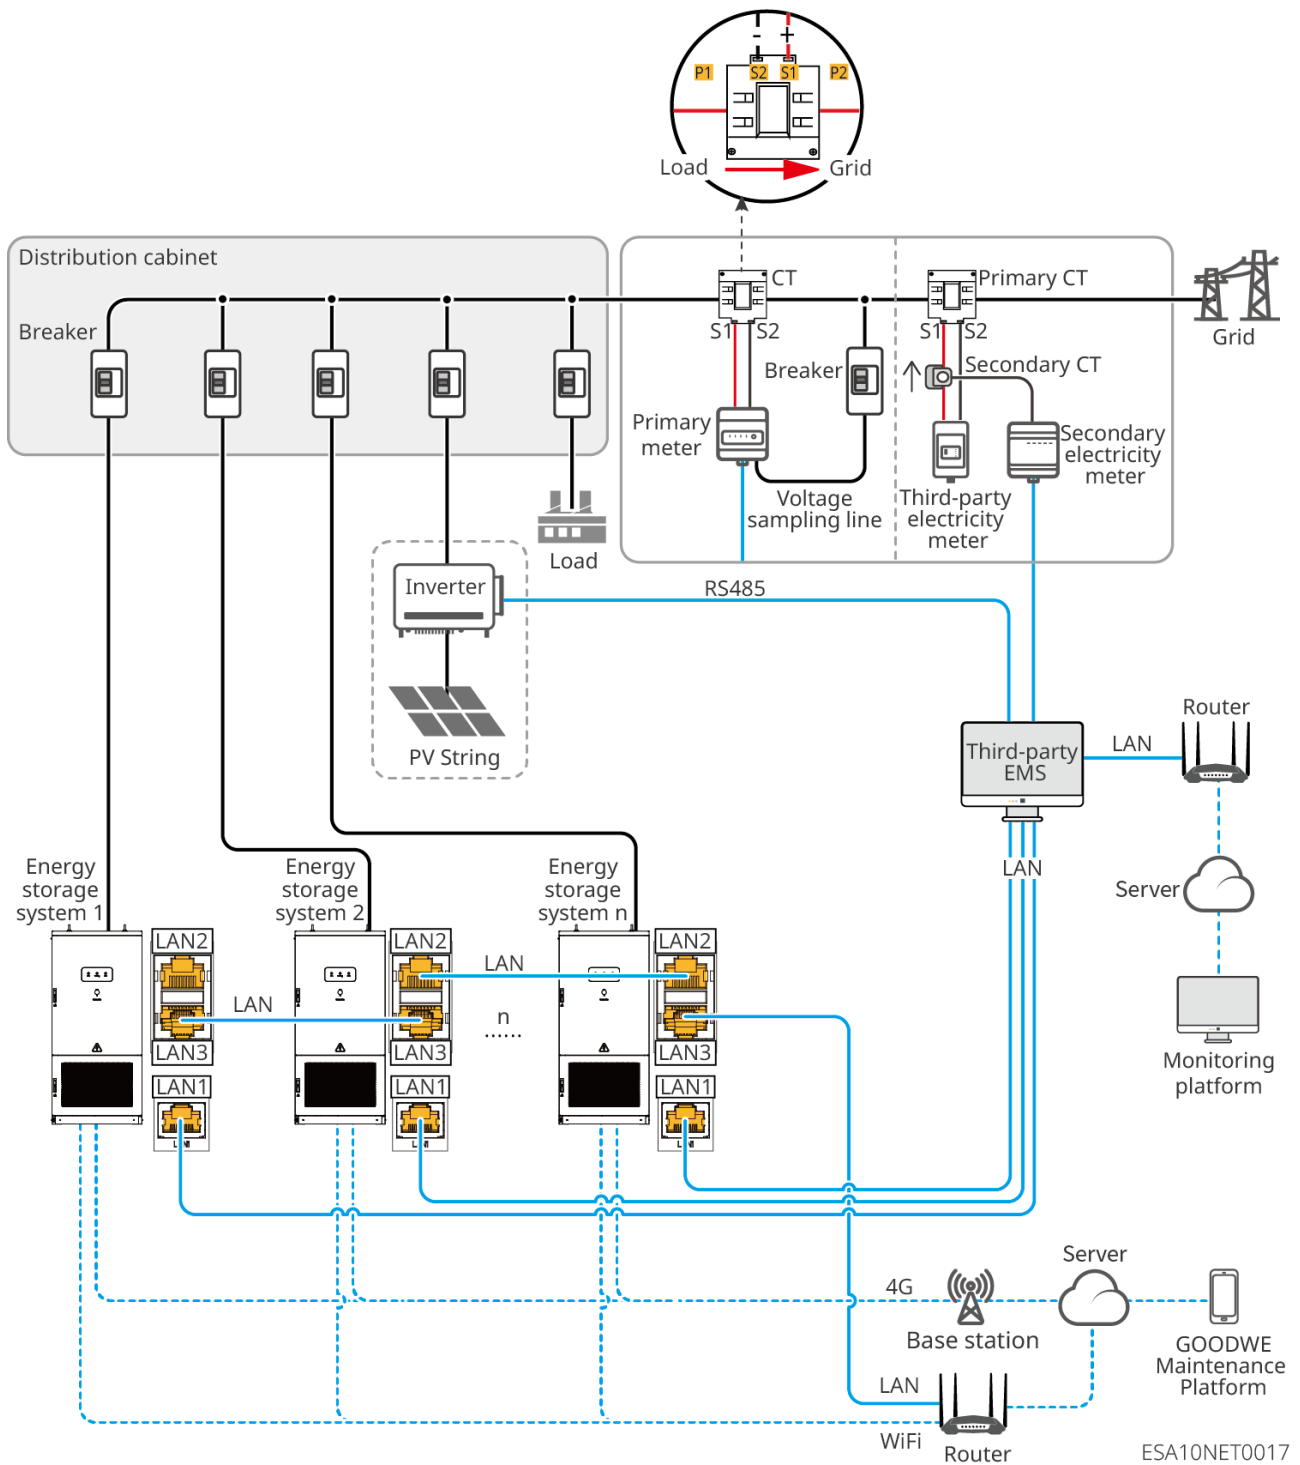 -
+
P1
S2
S1
P2
Load
Grid
Distribution cabinet
Breaker
CT
S1
S2
Primary CT
S1
S2
Grid
Breaker
Secondary CT
Primary
meter
Secondary
electricity
meter
Voltage
sampling line
Third-party
electricity
meter
Load
Inverter
RS485
PV String
Router
Third-party
EMS
LAN
LAN
Server
Monitoring
platform
Energy
storage
system 1
Energy
storage
system 2
Energy
storage
system n
LAN2
LAN2
LAN2
LAN
LAN
n
......
LAN3
LAN3
LAN3
LAN1
LAN1
LAN1
LAN1
LAN1
LAN1
Server
4G
Base station
GOODWE
Maintenance
Platform
LAN
WiFi
Router
ESA10NET0017